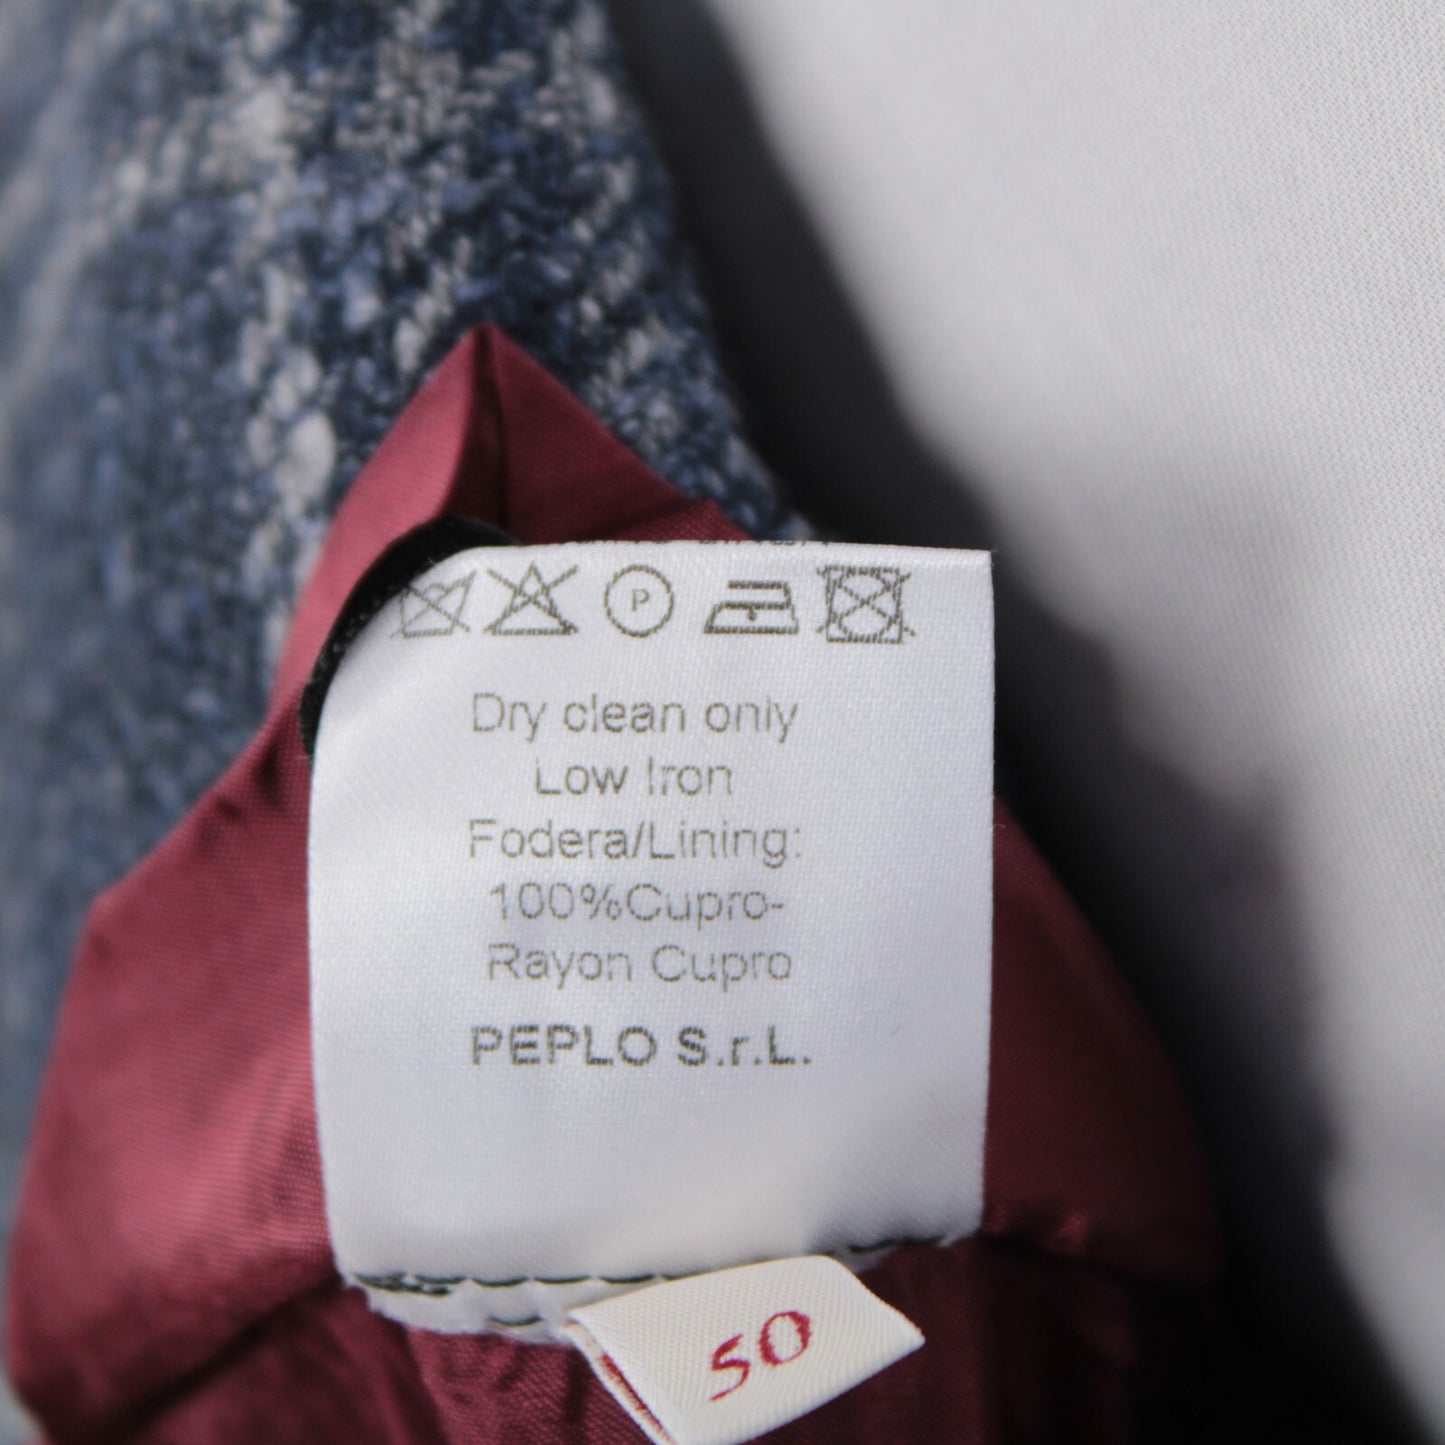 P
Dry clean only
Low Iron
Fodera/Lining:
100%Cupro-
Rayon Cupro
PEPLO S.r.L.
50